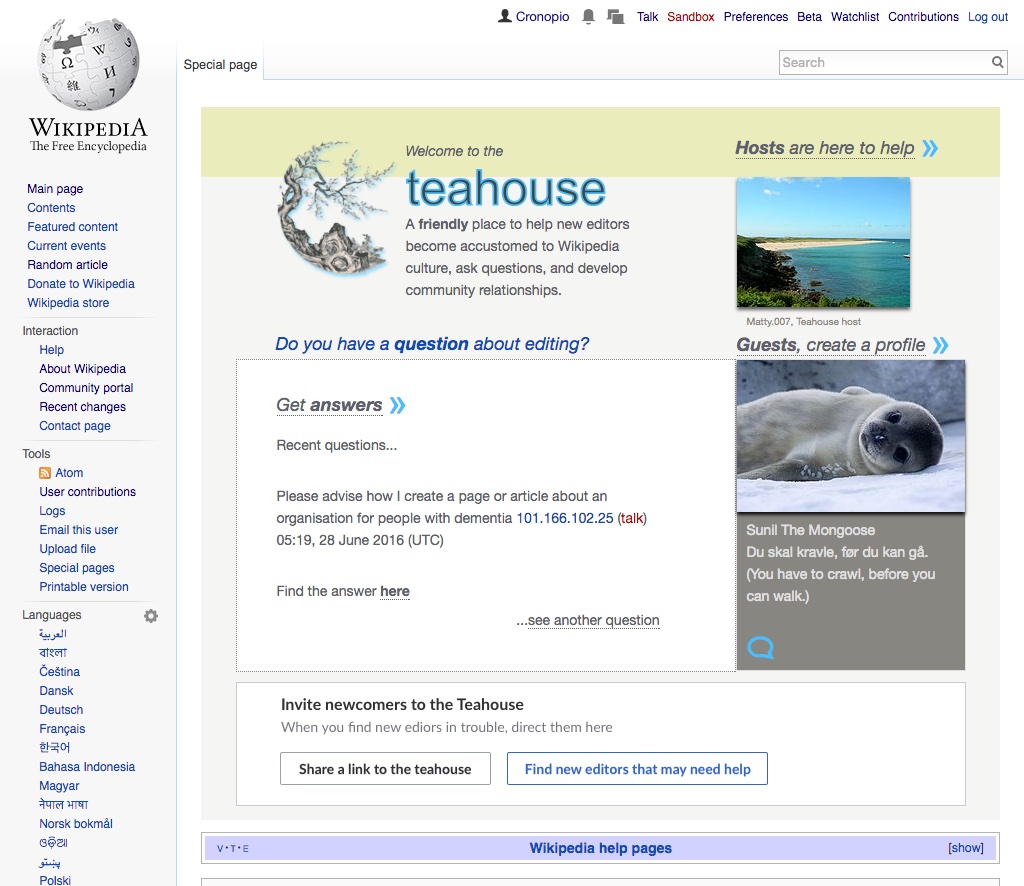 Cronopio Talk Sandbox Preferences Beta Watchlist Contributions Log out
Special page
Search
WIKIPEDIA
The Free Encyclopedia
Main page
Contents
Featured content
Current events
Random article
Donate to Wikipedia
Wikipedia store
Interaction
Help
About Wikipedia
Community portal
Recent changes
Contact page
Tools
Atom
User contributions
Logs
Email this user
Upload file
Special pages
Printable version
Languages
العربية
বাংলা
Čeština
Dansk
Deutsch
Français
한국어
Bahasa Indonesia
Magyar
नेपाल भाषा
Norsk bokmål
ଓଡ଼ିଆ
پښتو
Polski
Welcome to the
teahouse
A friendly place to help new editors
become accustomed to Wikipedia
culture, ask questions, and develop
community relationships.
Hosts are here to help
Matty.007, Teahouse host
Do you have a question about editing?
Guests, create a profile
Get answers
Recent questions...
Please advise how I create a page or article about an
organisation for people with dementia 101.166.102.25 (talk)
05:19, 28 June 2016 (UTC)
Find the answer here
...see another question
Sunil The Mongoose
Du skal kravle, før du kan gå.
(You have to crawl, before you
can walk.)
Invite newcomers to the Teahouse
When you find new ediors in trouble, direct them here
Share a link to the teahouse
Find new editors that may need help
V · T · E
Wikipedia help pages
[show]